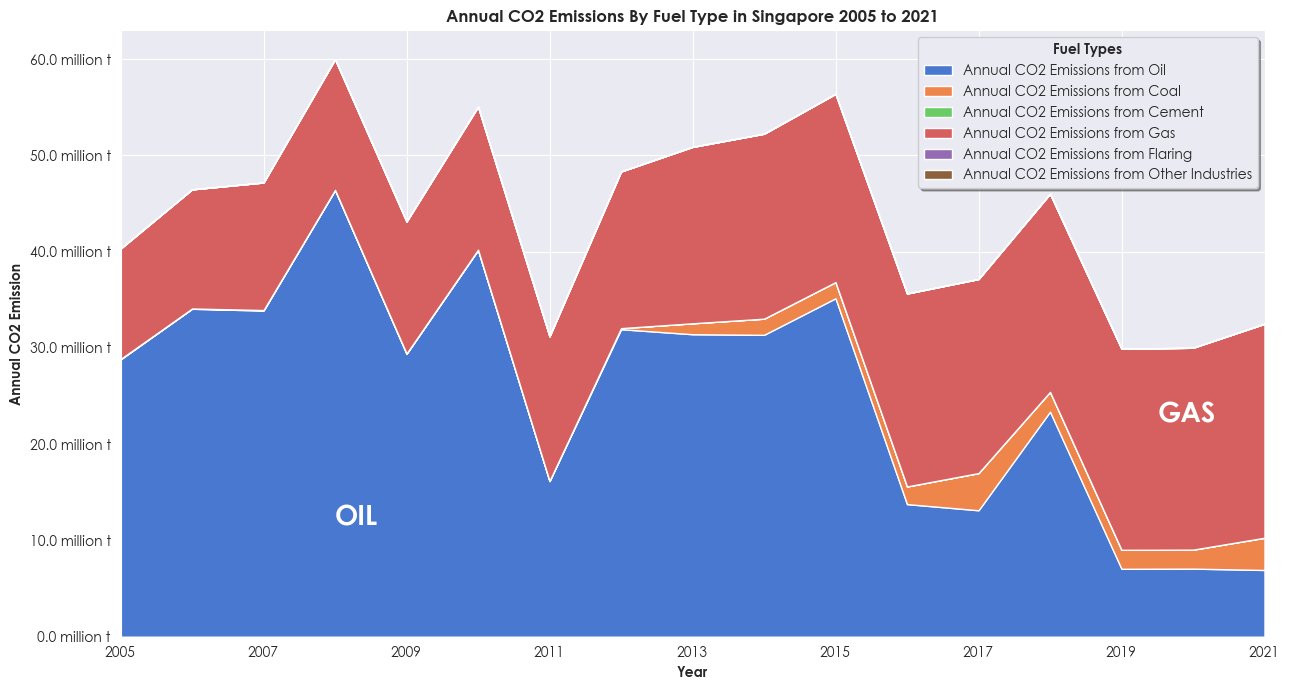 Annual CO2 Emissions By Fuel Type in Singapore 2005 to 2021
60.0 million t
50.0 million t
40.0 million t
30.0 million t
20.0 million t
10.0 million t
0.0 million t
Annual CO2 Emission
Fuel Types
Annual CO2 Emissions from Oil
Annual CO2 Emissions from Coal
Annual CO2 Emissions from Cement
Annual CO2 Emissions from Gas
Annual CO2 Emissions from Flaring
Annual CO2 Emissions from Other Industries
GAS
OIL
2005 2007 2009 2011 2013 2015 2017 2019 2021
Year